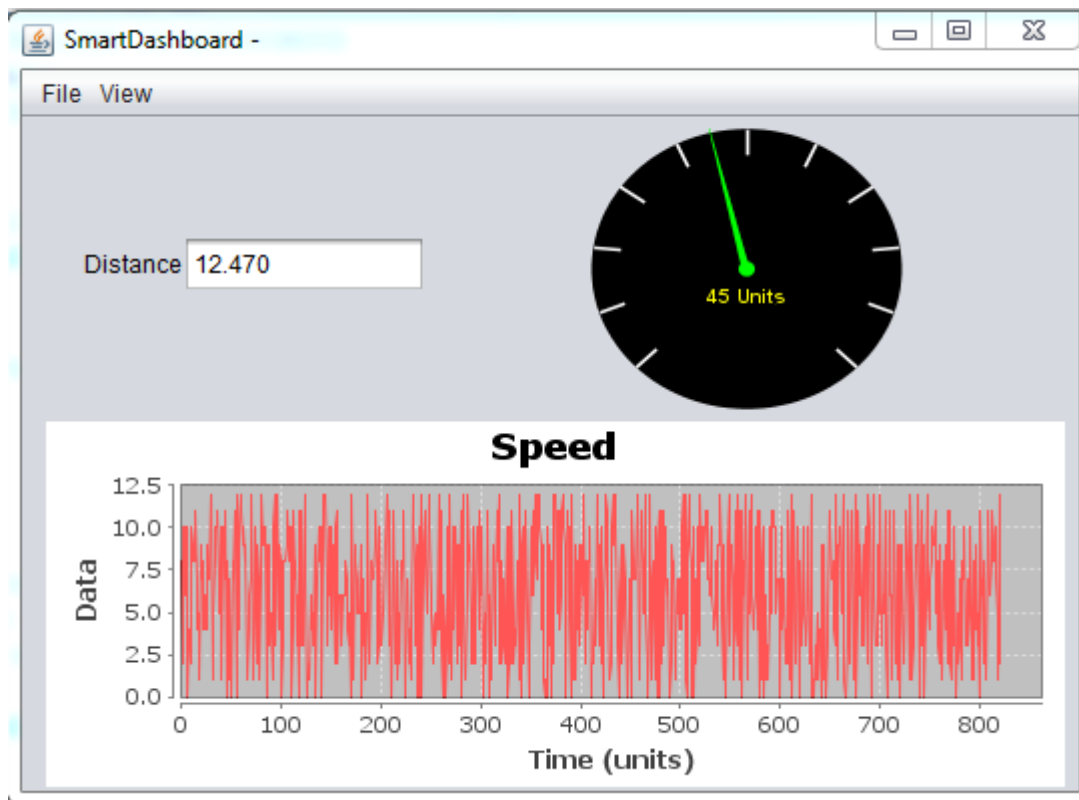 SmartDashboard -
File View
Distance 12.470
45 Units
Speed
12.5
10.0
7.5
5.0
2.5
0.0
Data
0 100 200 300 400 500 600 700 800
Time (units)